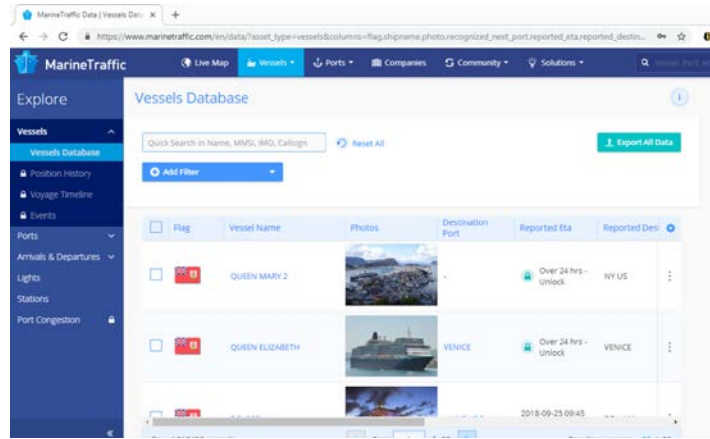 MarineTraffic Data | Vessels Dat
https://www.marinetraffic.com/en/data/?asset_type=vessels&columns=flag,shipname,photo,recognized_next_port,reported_eta,reported_destin...
MarineTraffic
Live Map
Vessels
Ports
Companies
Community
Solutions
Explore
Vessels
Vessels Database
Position History
Voyage Timeline
Events
Ports
Arrivals & Departures
Lights
Stations
Port Congestion
Vessels Database
Quick Search in Name, MMSI, IMO, Callsign
Reset All
Export All Data
Add Filter
Flag
Vessel Name
Photos
Destination
Port
Reported Eta
Reported Des
QUEEN MARY 2
-
Over 24 hrs -
Unlock
NY US
QUEEN ELIZABETH
VENICE
Over 24 hrs -
Unlock
VENICE
2018-09-25 09:45